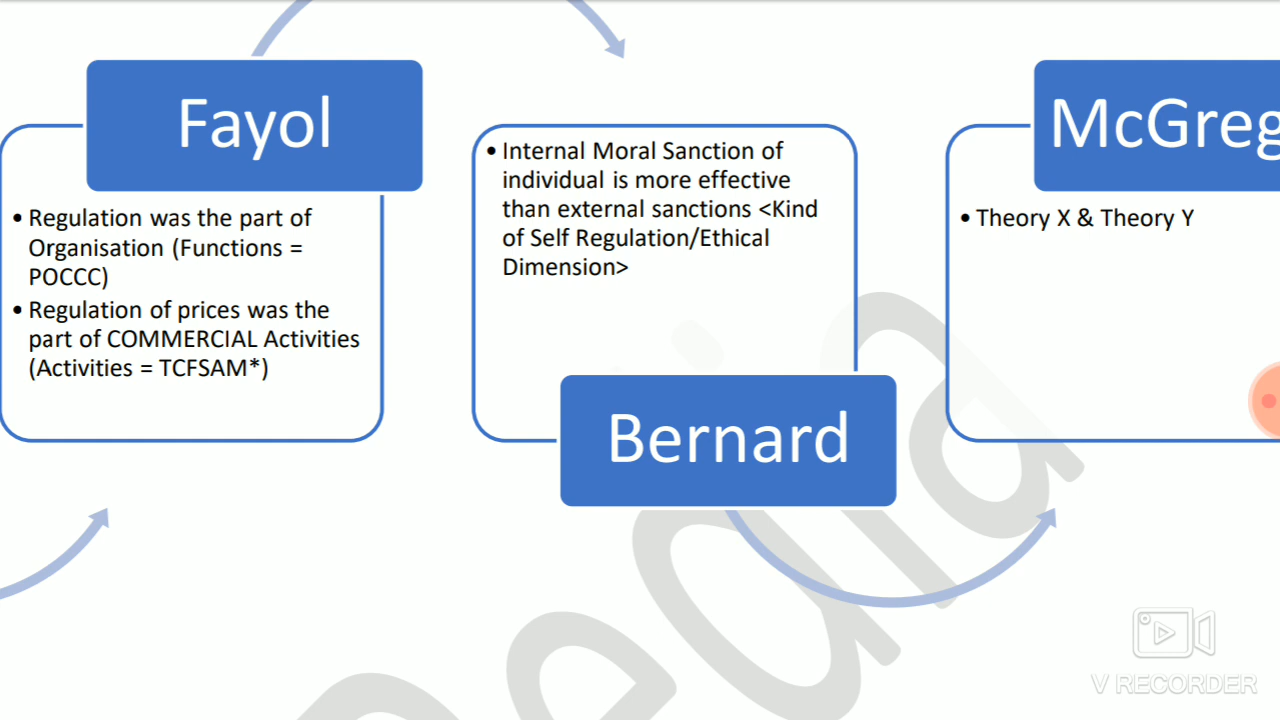 Fayol
• Regulation was the part of
Organisation (Functions =
POCCC)
• Regulation of prices was the
part of COMMERCIAL Activities
(Activities = TCFSAM*)
• Internal Moral Sanction of
individual is more effective
than external sanctions <Kind
of Self Regulation/Ethical
Dimension>
Bernard
McGreg
• Theory X & Theory Y
V RECORDER